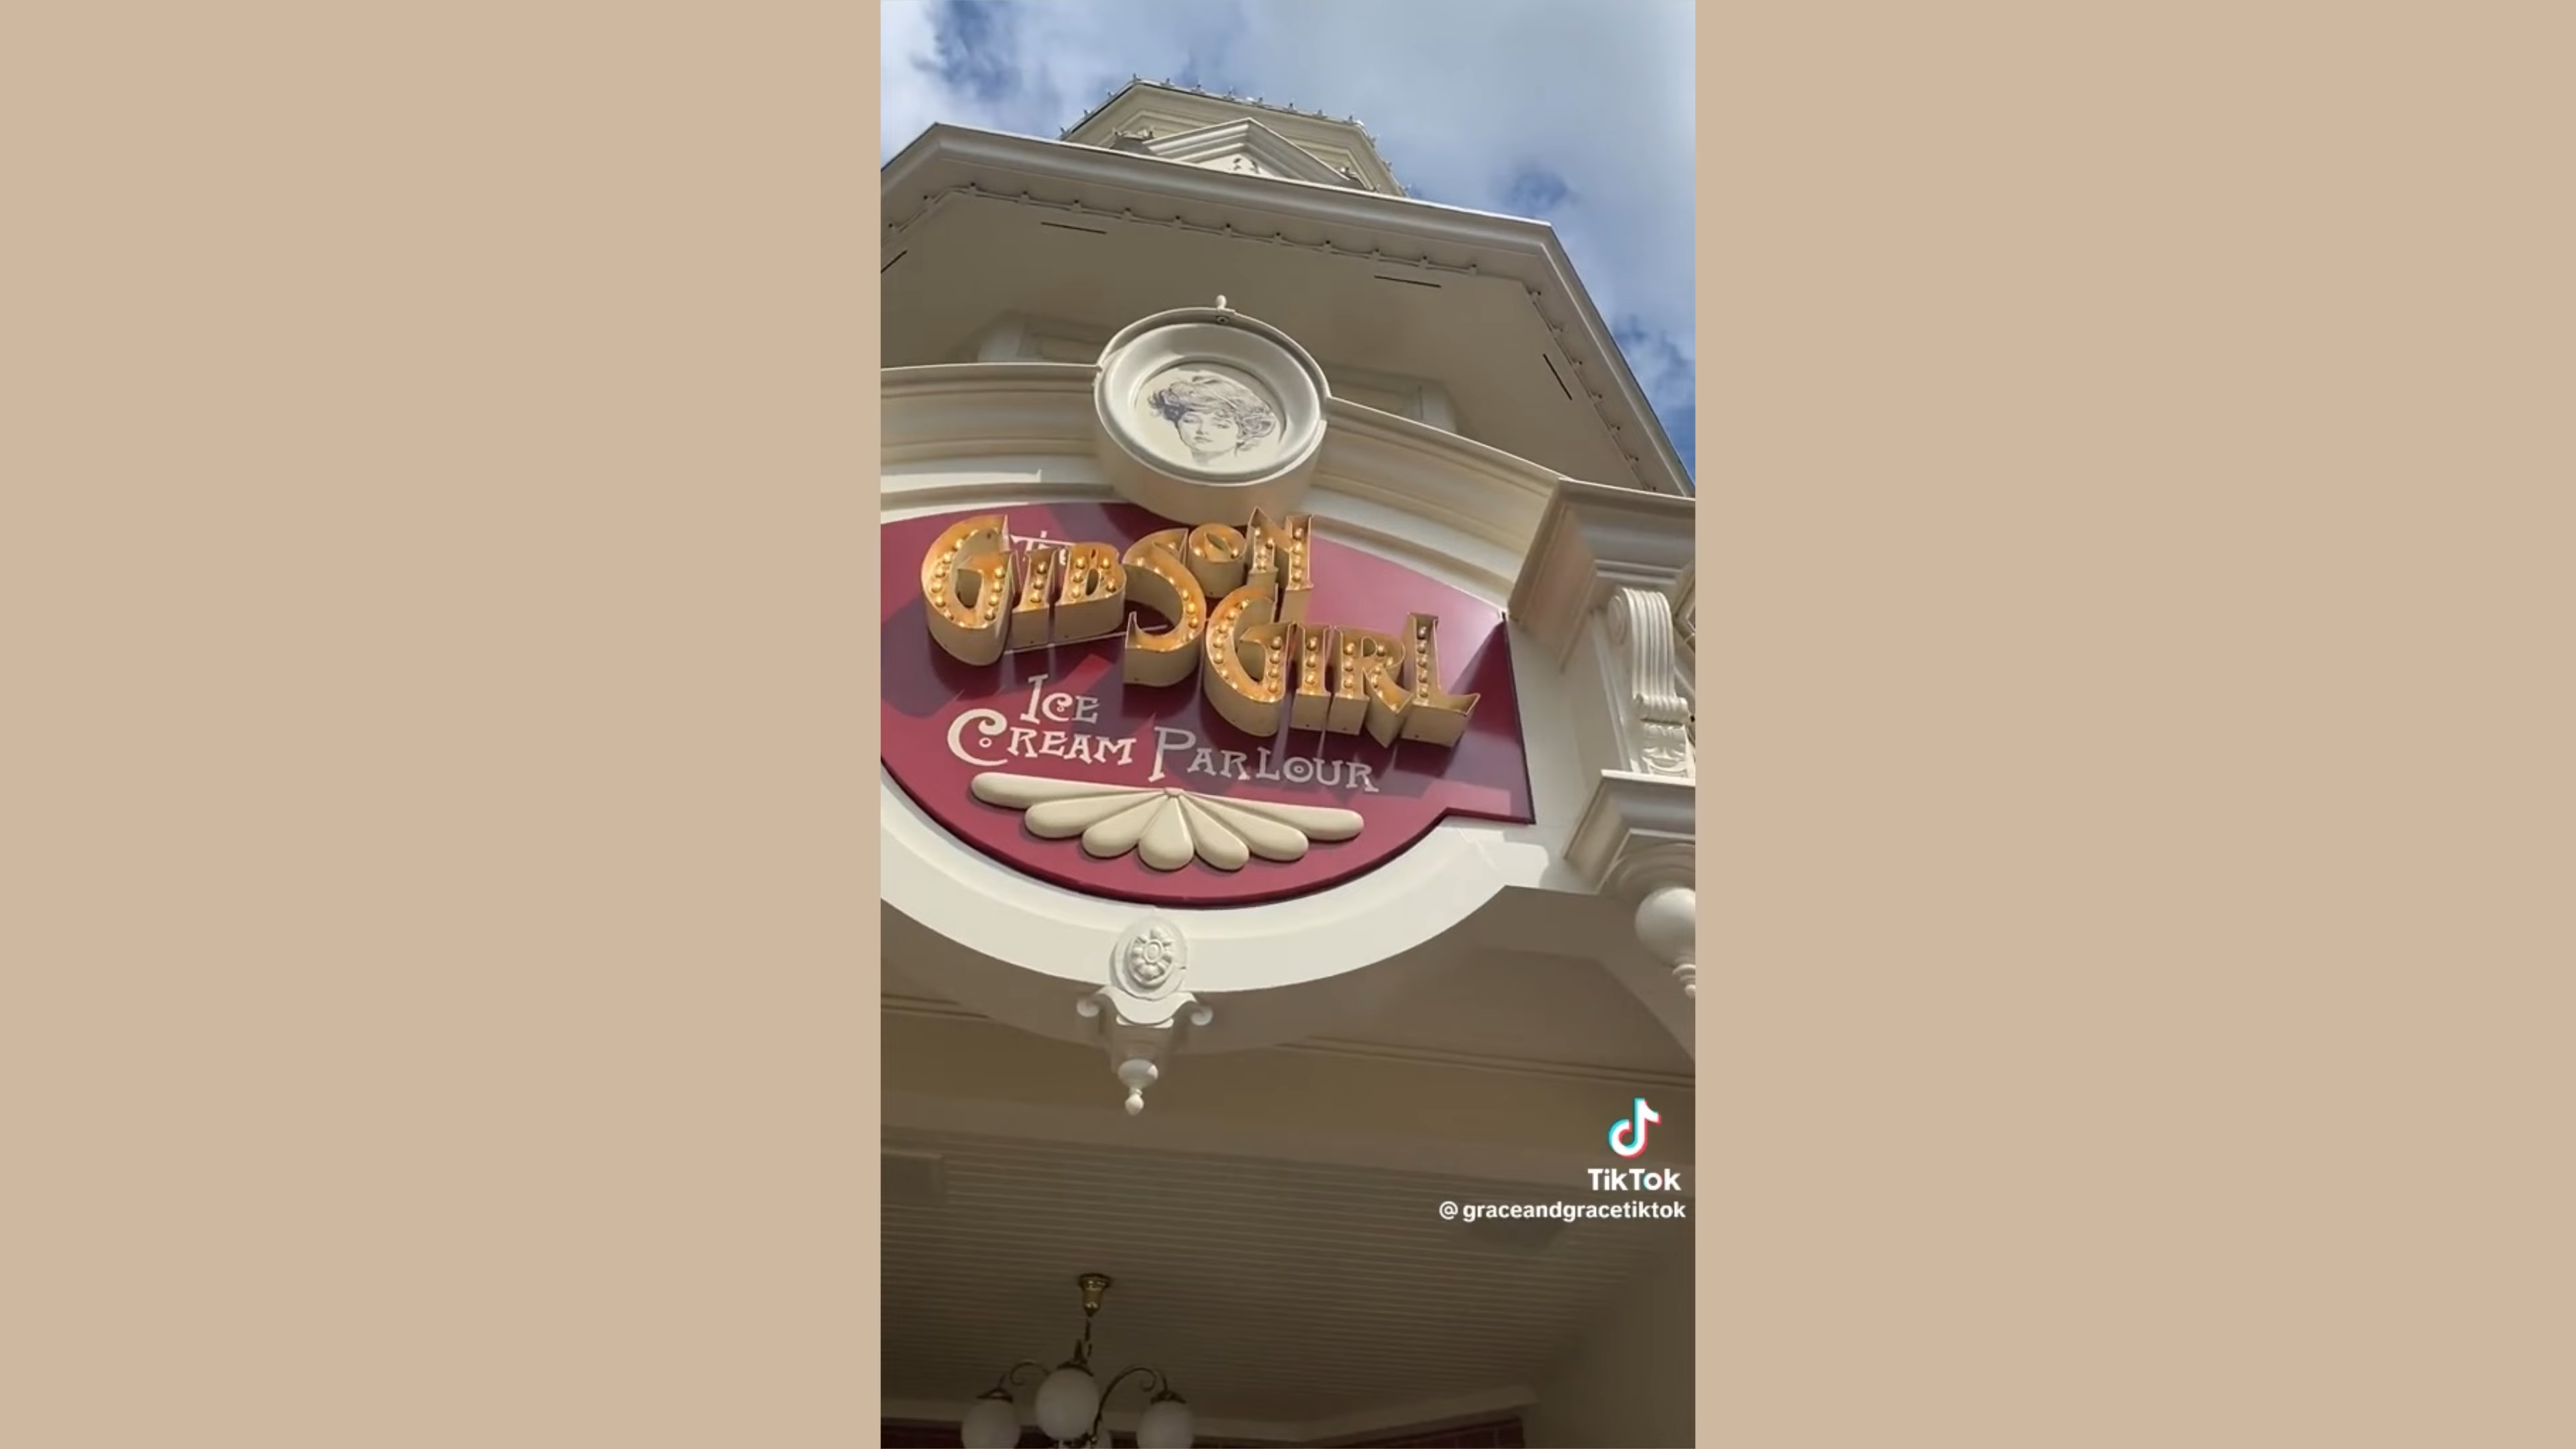 The
GIBSON
GIRL
ICE
CREAM PARLOUR
TikTok
@graceandgracetiktok